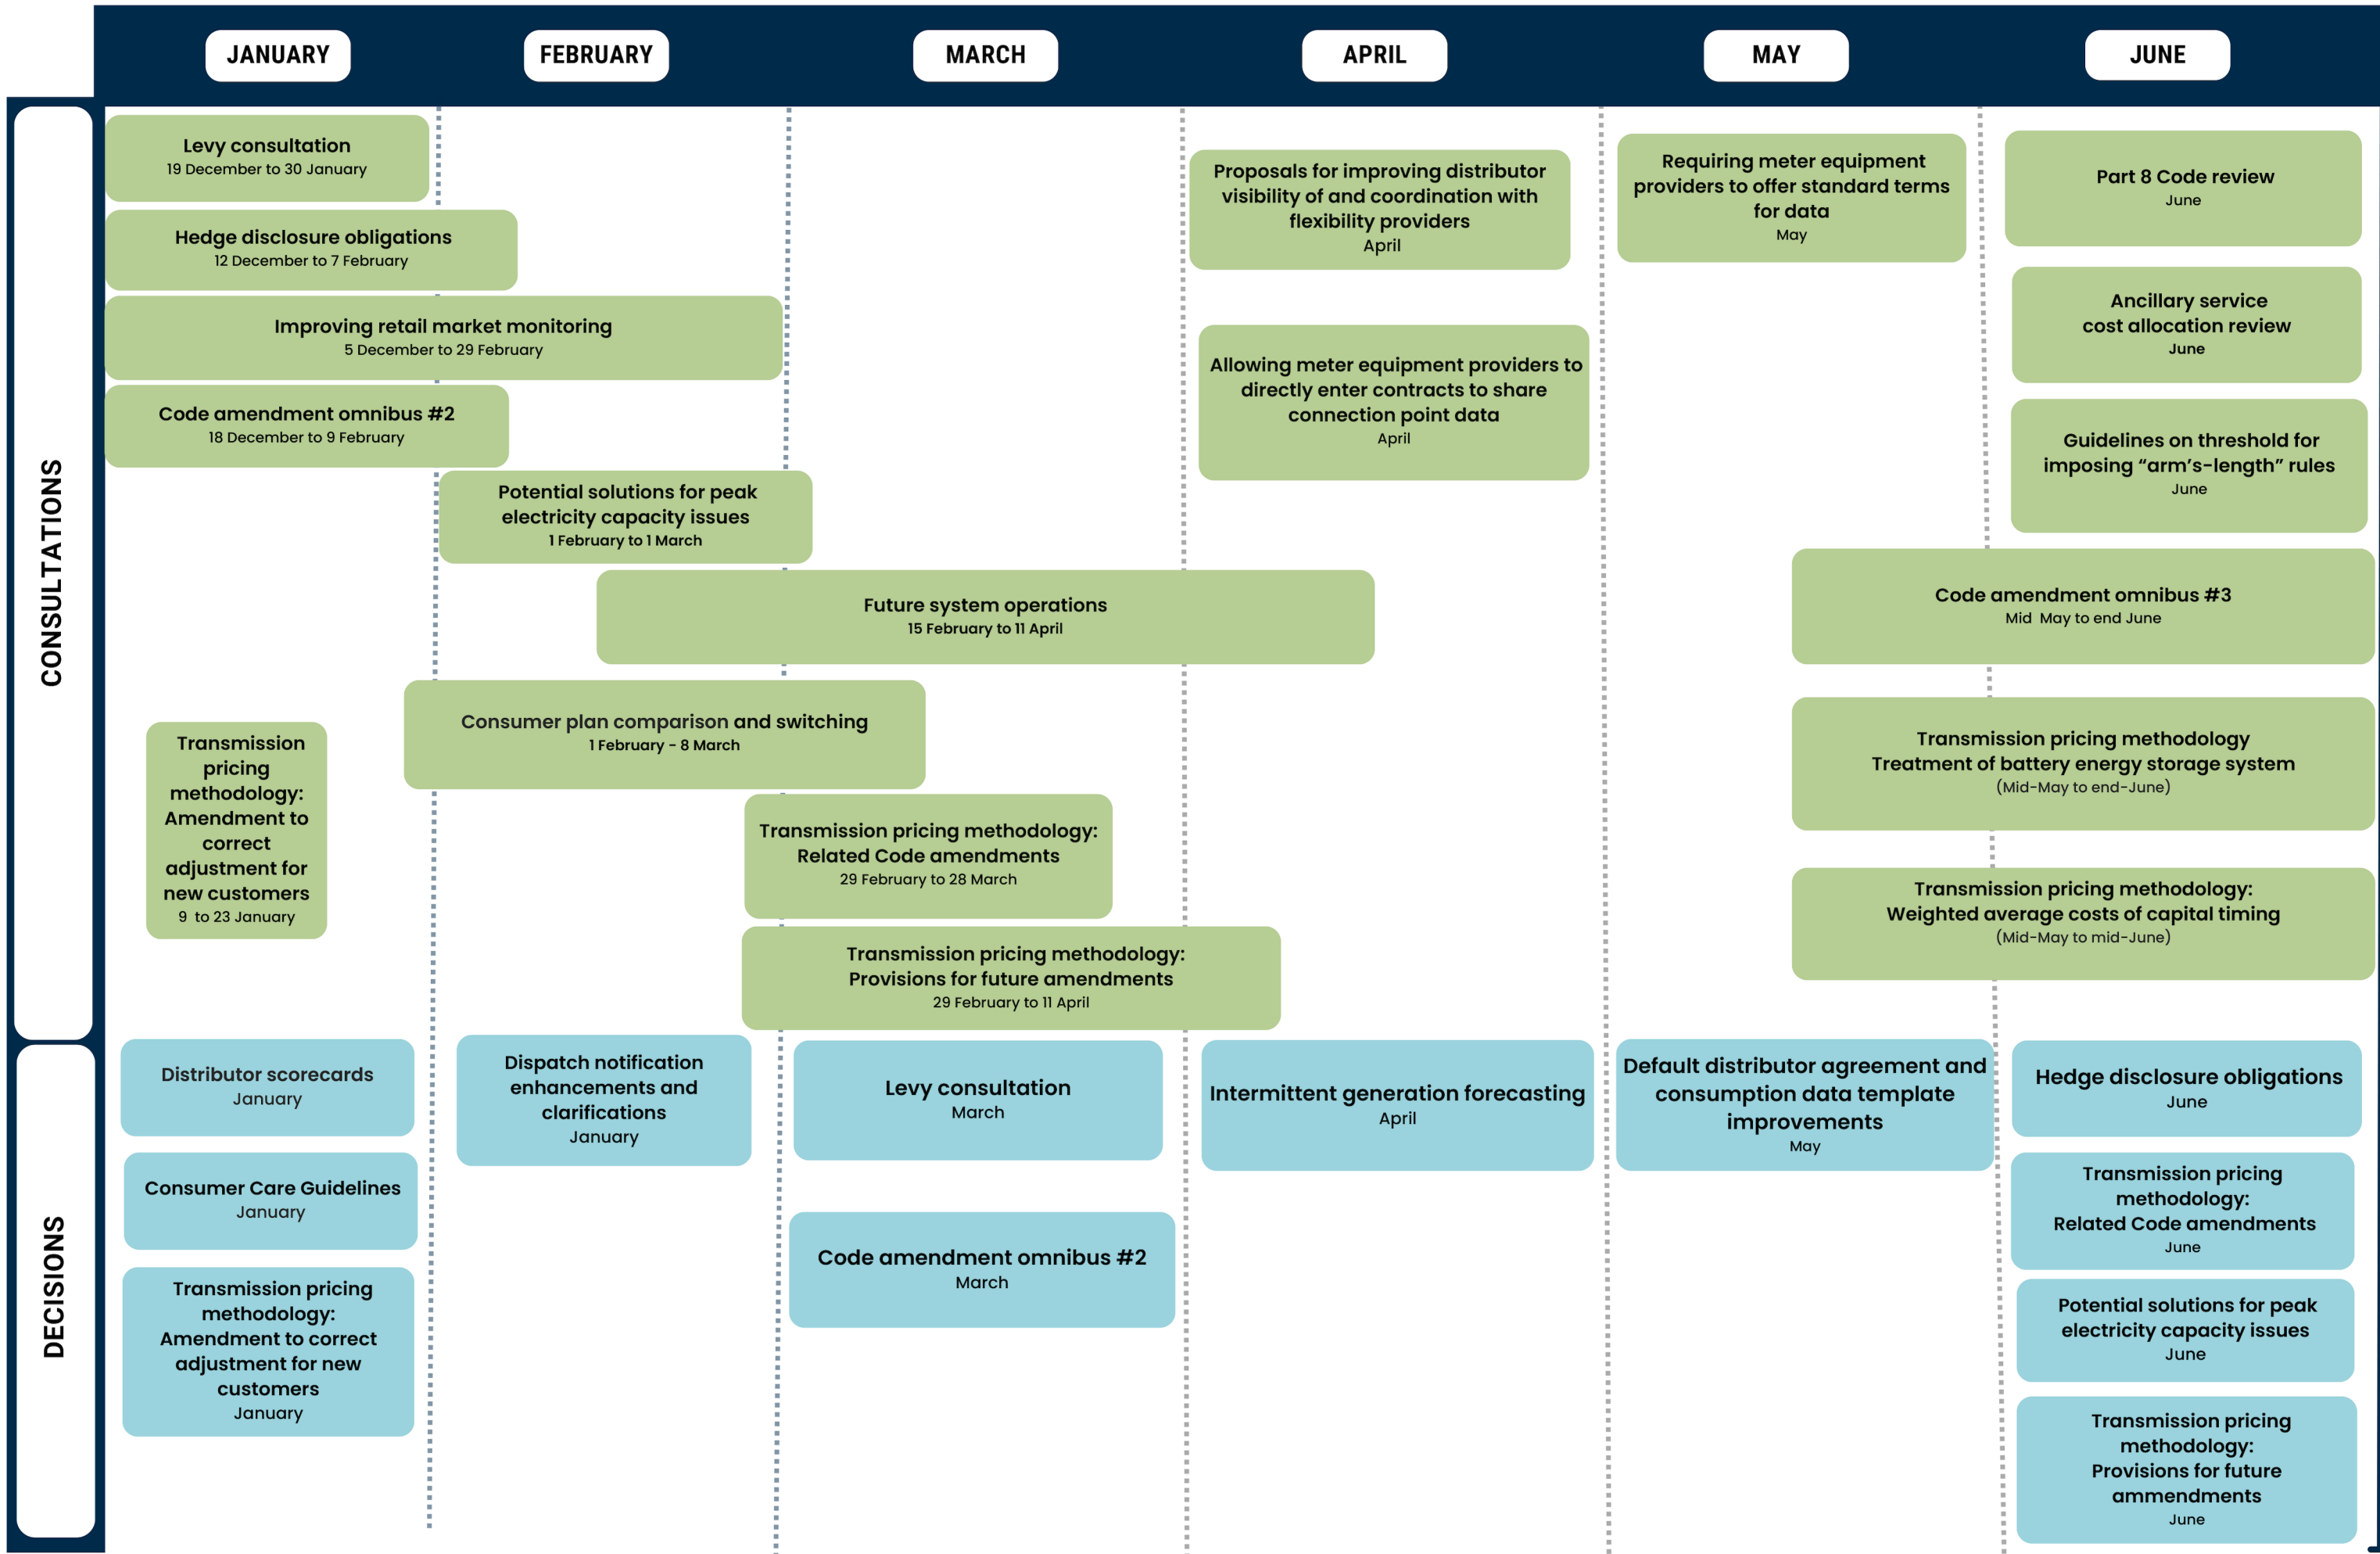 JANUARY
FEBRUARY
MARCH
APRIL
MAY
JUNE
CONSULTATIONS
Levy consultation
19 December to 30 January
Hedge disclosure obligations
12 December to 7 February
Improving retail market monitoring
5 December to 29 February
Code amendment omnibus #2
18 December to 9 February
Potential solutions for peak
electricity capacity issues
1 February to 1 March
Future system operations
15 February to 11 April
Consumer plan comparison and switching
1 February - 8 March
Transmission
pricing
methodology:
Amendment to
correct
adjustment for
new customers
9  to 23 January
Transmission pricing methodology:
Related Code amendments
29 February to 28 March
Transmission pricing methodology:
Provisions for future amendments
29 February to 11 April
Proposals for improving distributor
visibility of and coordination with
flexibility providers
April
Allowing meter equipment providers to
directly enter contracts to share
connection point data
April
Requiring meter equipment
providers to offer standard terms
for data
May
Part 8 Code review
June
Ancillary service
cost allocation review
June
Guidelines on threshold for
imposing “arm’s-length” rules
June
Code amendment omnibus #3
Mid  May to end June
Transmission pricing methodology
Treatment of battery energy storage system
(Mid-May to end-June)
Transmission pricing methodology:
Weighted average costs of capital timing
(Mid-May to mid-June)
DECISIONS
Distributor scorecards
January
Consumer Care Guidelines
January
Transmission pricing
methodology:
Amendment to correct
adjustment for new
customers
January
Dispatch notification
enhancements and
clarifications
January
Levy consultation
March
Code amendment omnibus #2
March
Intermittent generation forecasting
April
Default distributor agreement and
consumption data template
improvements
May
Hedge disclosure obligations
June
Transmission pricing
methodology:
Related Code amendments
June
Potential solutions for peak
electricity capacity issues
June
Transmission pricing
methodology:
Provisions for future
ammendments
June